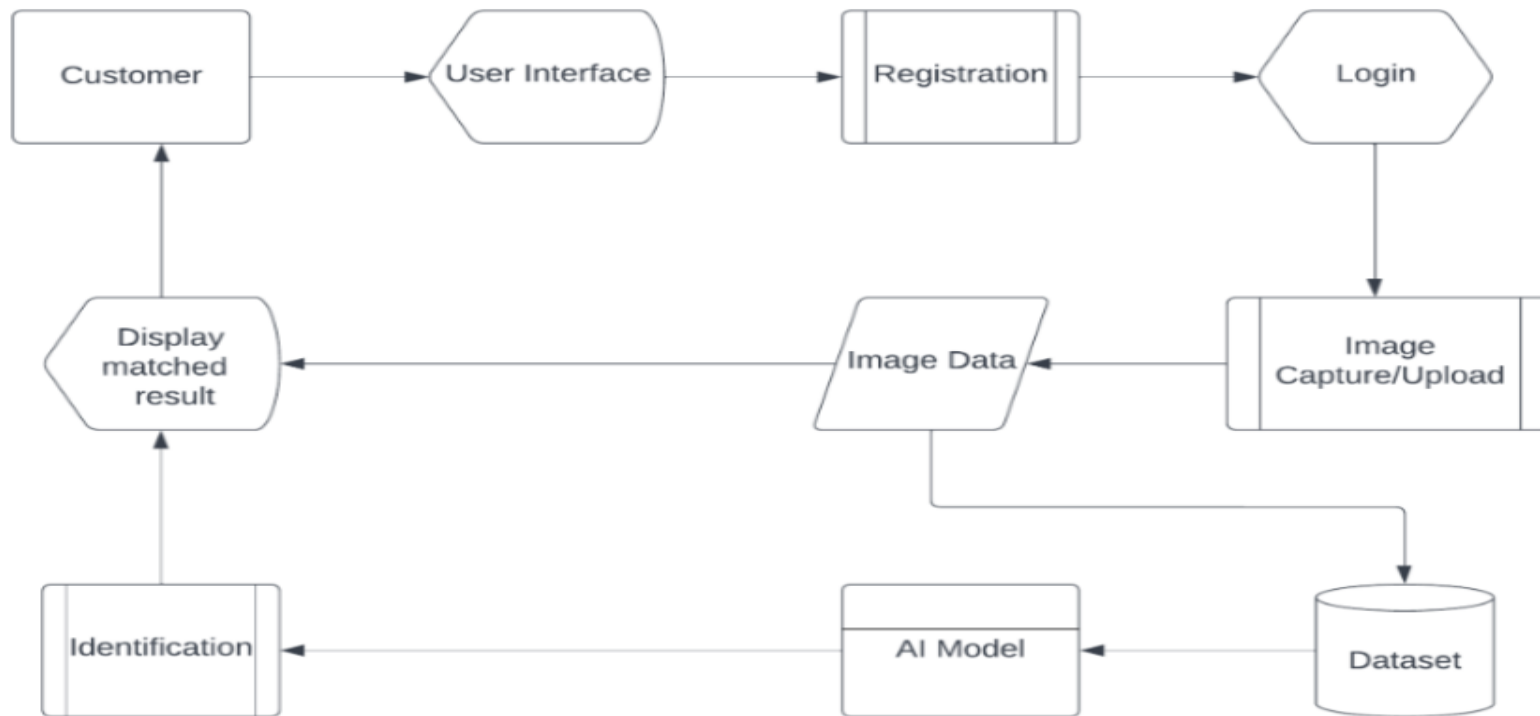 Customer
User Interface
Registration
Login
Display
matched
result
Image Data
Image
Capture/Upload
Identification
AI Model
Dataset